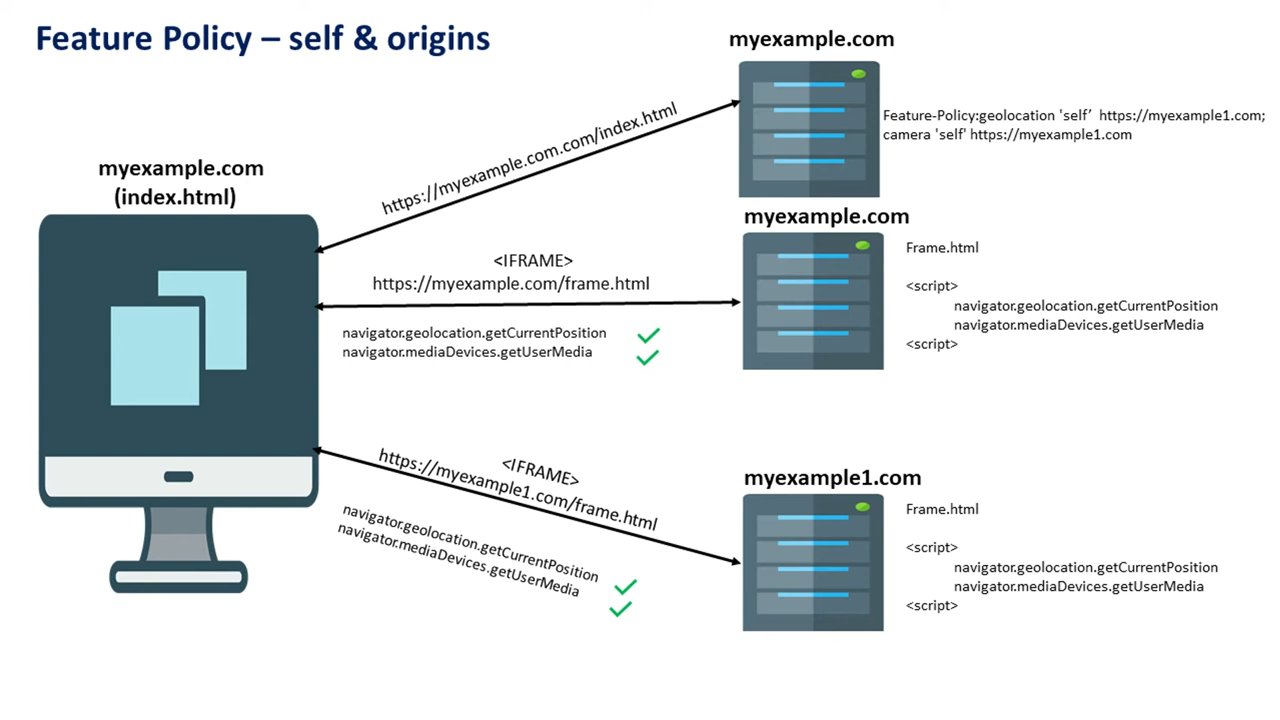 Feature Policy – self & origins
myexample.com
Feature-Policy:geolocation 'self’ https://myexample1.com;
camera 'self' https://myexample1.com
https://myexample.com.com/index.html
myexample.com
(index.html)
myexample.com
<IFRAME>
https://myexample.com/frame.html
navigator.geolocation.getCurrentPosition
navigator.mediaDevices.getUserMedia
Frame.html
<script>
navigator.geolocation.getCurrentPosition
navigator.mediaDevices.getUserMedia
<script>
<IFRAME>
https://myexample1.com/frame.html
navigator.geolocation.getCurrentPosition
navigator.mediaDevices.getUserMedia
myexample1.com
Frame.html
<script>
navigator.geolocation.getCurrentPosition
navigator.mediaDevices.getUserMedia
<script>